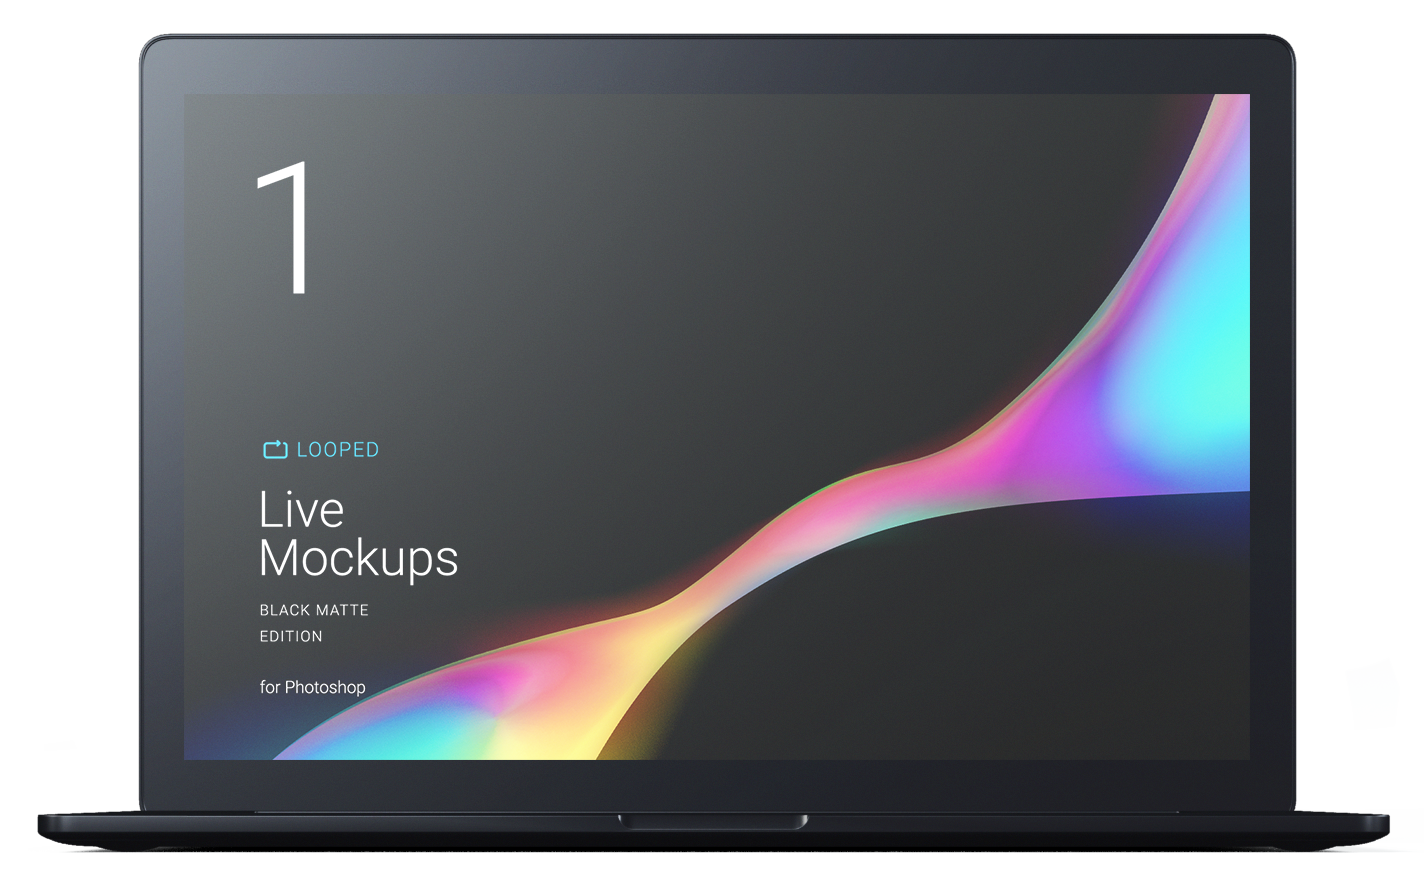 1
LOOPED
Live
Mockups
BLACK MATTE
EDITION
for Photoshop